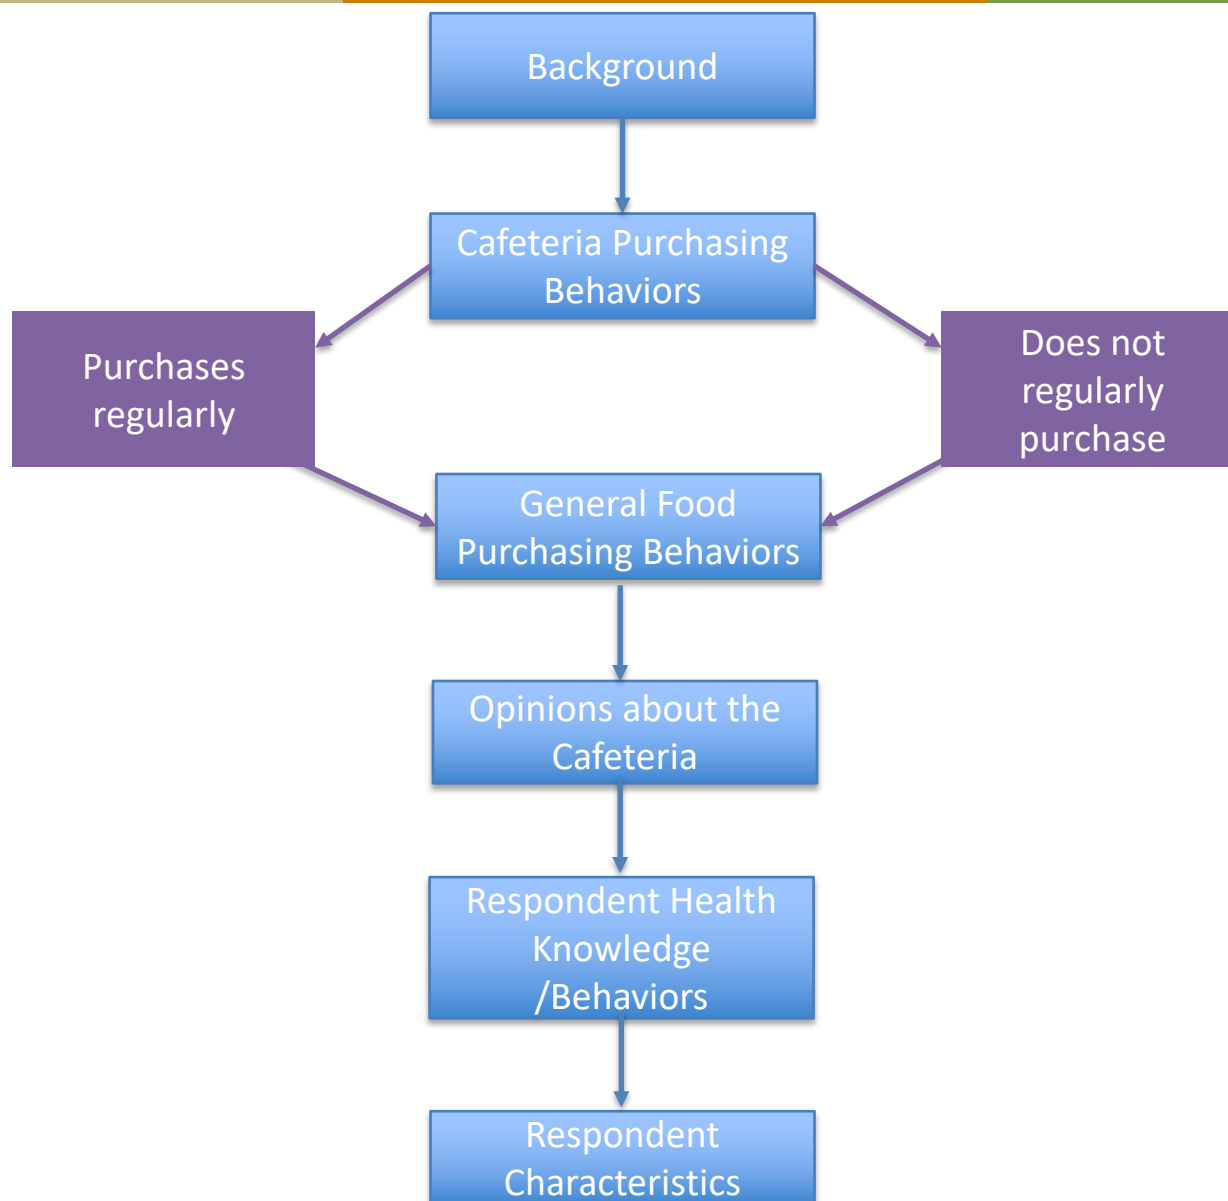 Background
Cafeteria Purchasing
Behaviors
Purchases
regularly
Does not
regularly
purchase
General Food
Purchasing Behaviors
Opinions about the
Cafeteria
Respondent Health
Knowledge
/Behaviors
Respondent
Characteristics